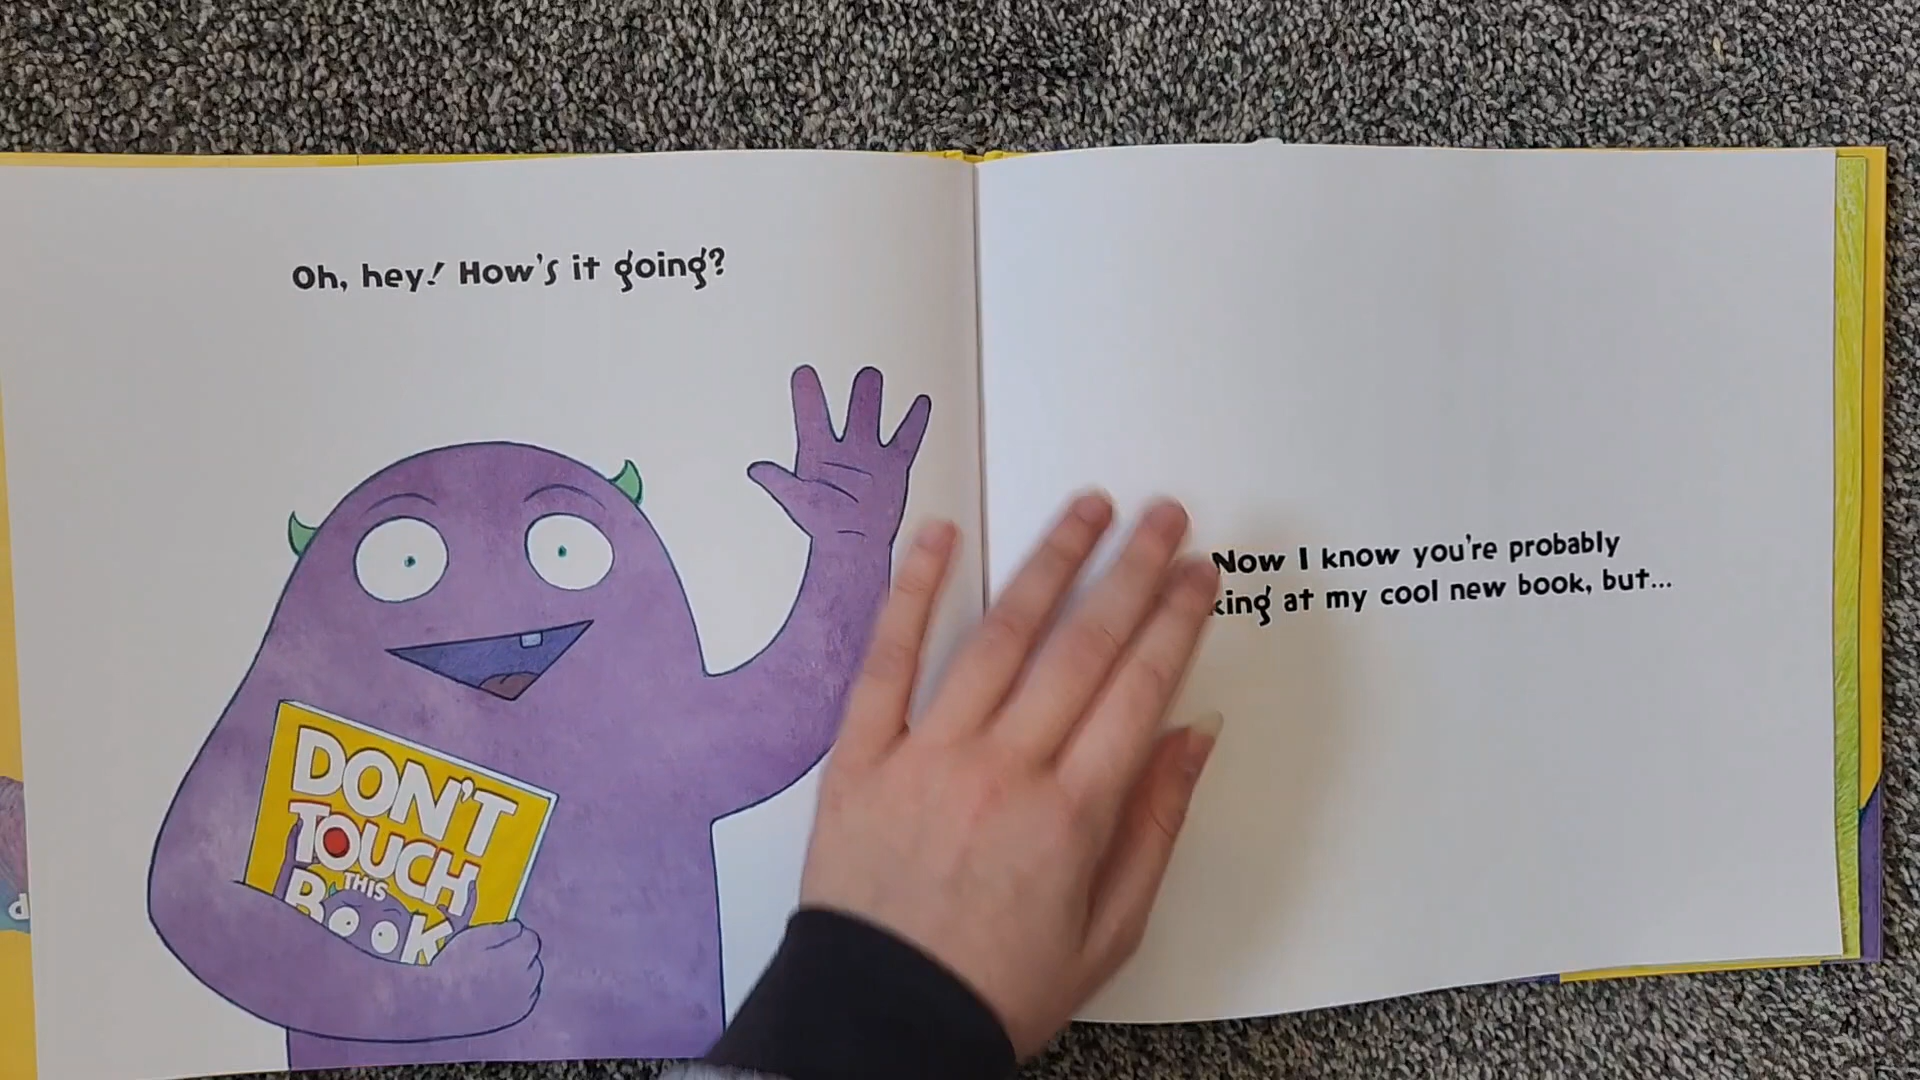 Oh, hey! How's it going?
DON'T
TOUCH
THIS
BOOK
Now I know you're probably
at my cool new book, but...